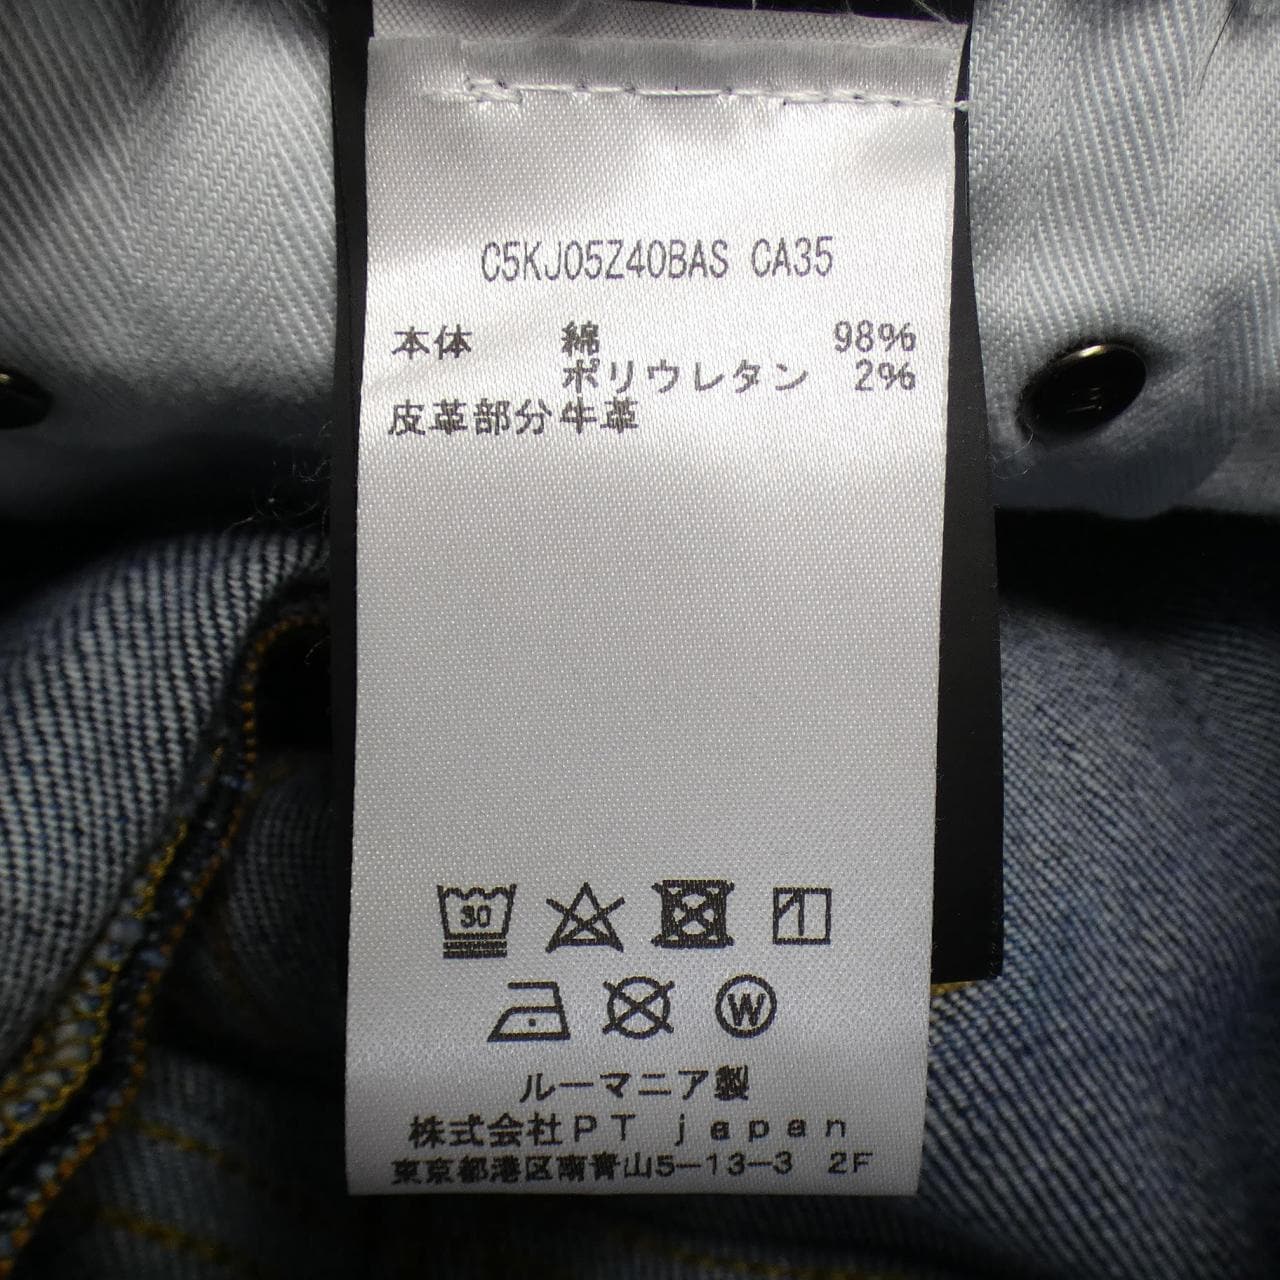 C5KJ05Z40BAS CA35
本体 綿 98%
ポリウレタン 2%
皮革部分 牛革
30
W
ルーマニア製
株式会社PT japan
東京都港区南青山5-13-3 2F